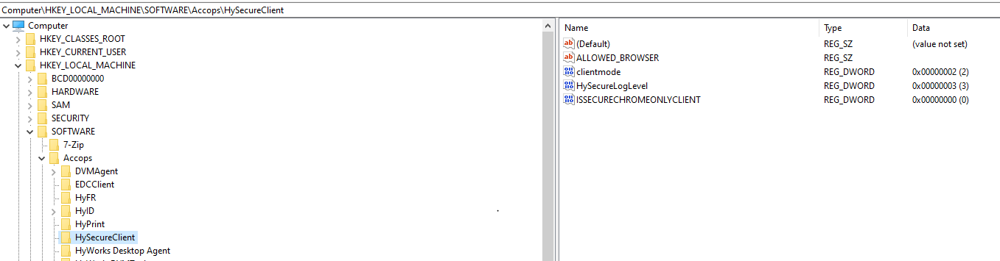 Computer\HKEY_LOCAL_MACHINE\SOFTWARE\Accops\HySecureClient
Computer
HKEY_CLASSES_ROOT
HKEY_CURRENT_USER
HKEY_LOCAL_MACHINE
BCD00000000
HARDWARE
SAM
SECURITY
SOFTWARE
7-Zip
Accops
DVMAgent
EDCClient
HyFR
HyID
HyPrint
HySecureClient
HyWorks Desktop Agent
Name Type Data
(Default) REG_SZ (value not set)
ALLOWED_BROWSER REG_SZ
clientmode REG_DWORD 0x00000002 (2)
HySecureLogLevel REG_DWORD 0x00000003 (3)
ISSECURECHROMEONLYCLIENT REG_DWORD 0x00000000 (0)